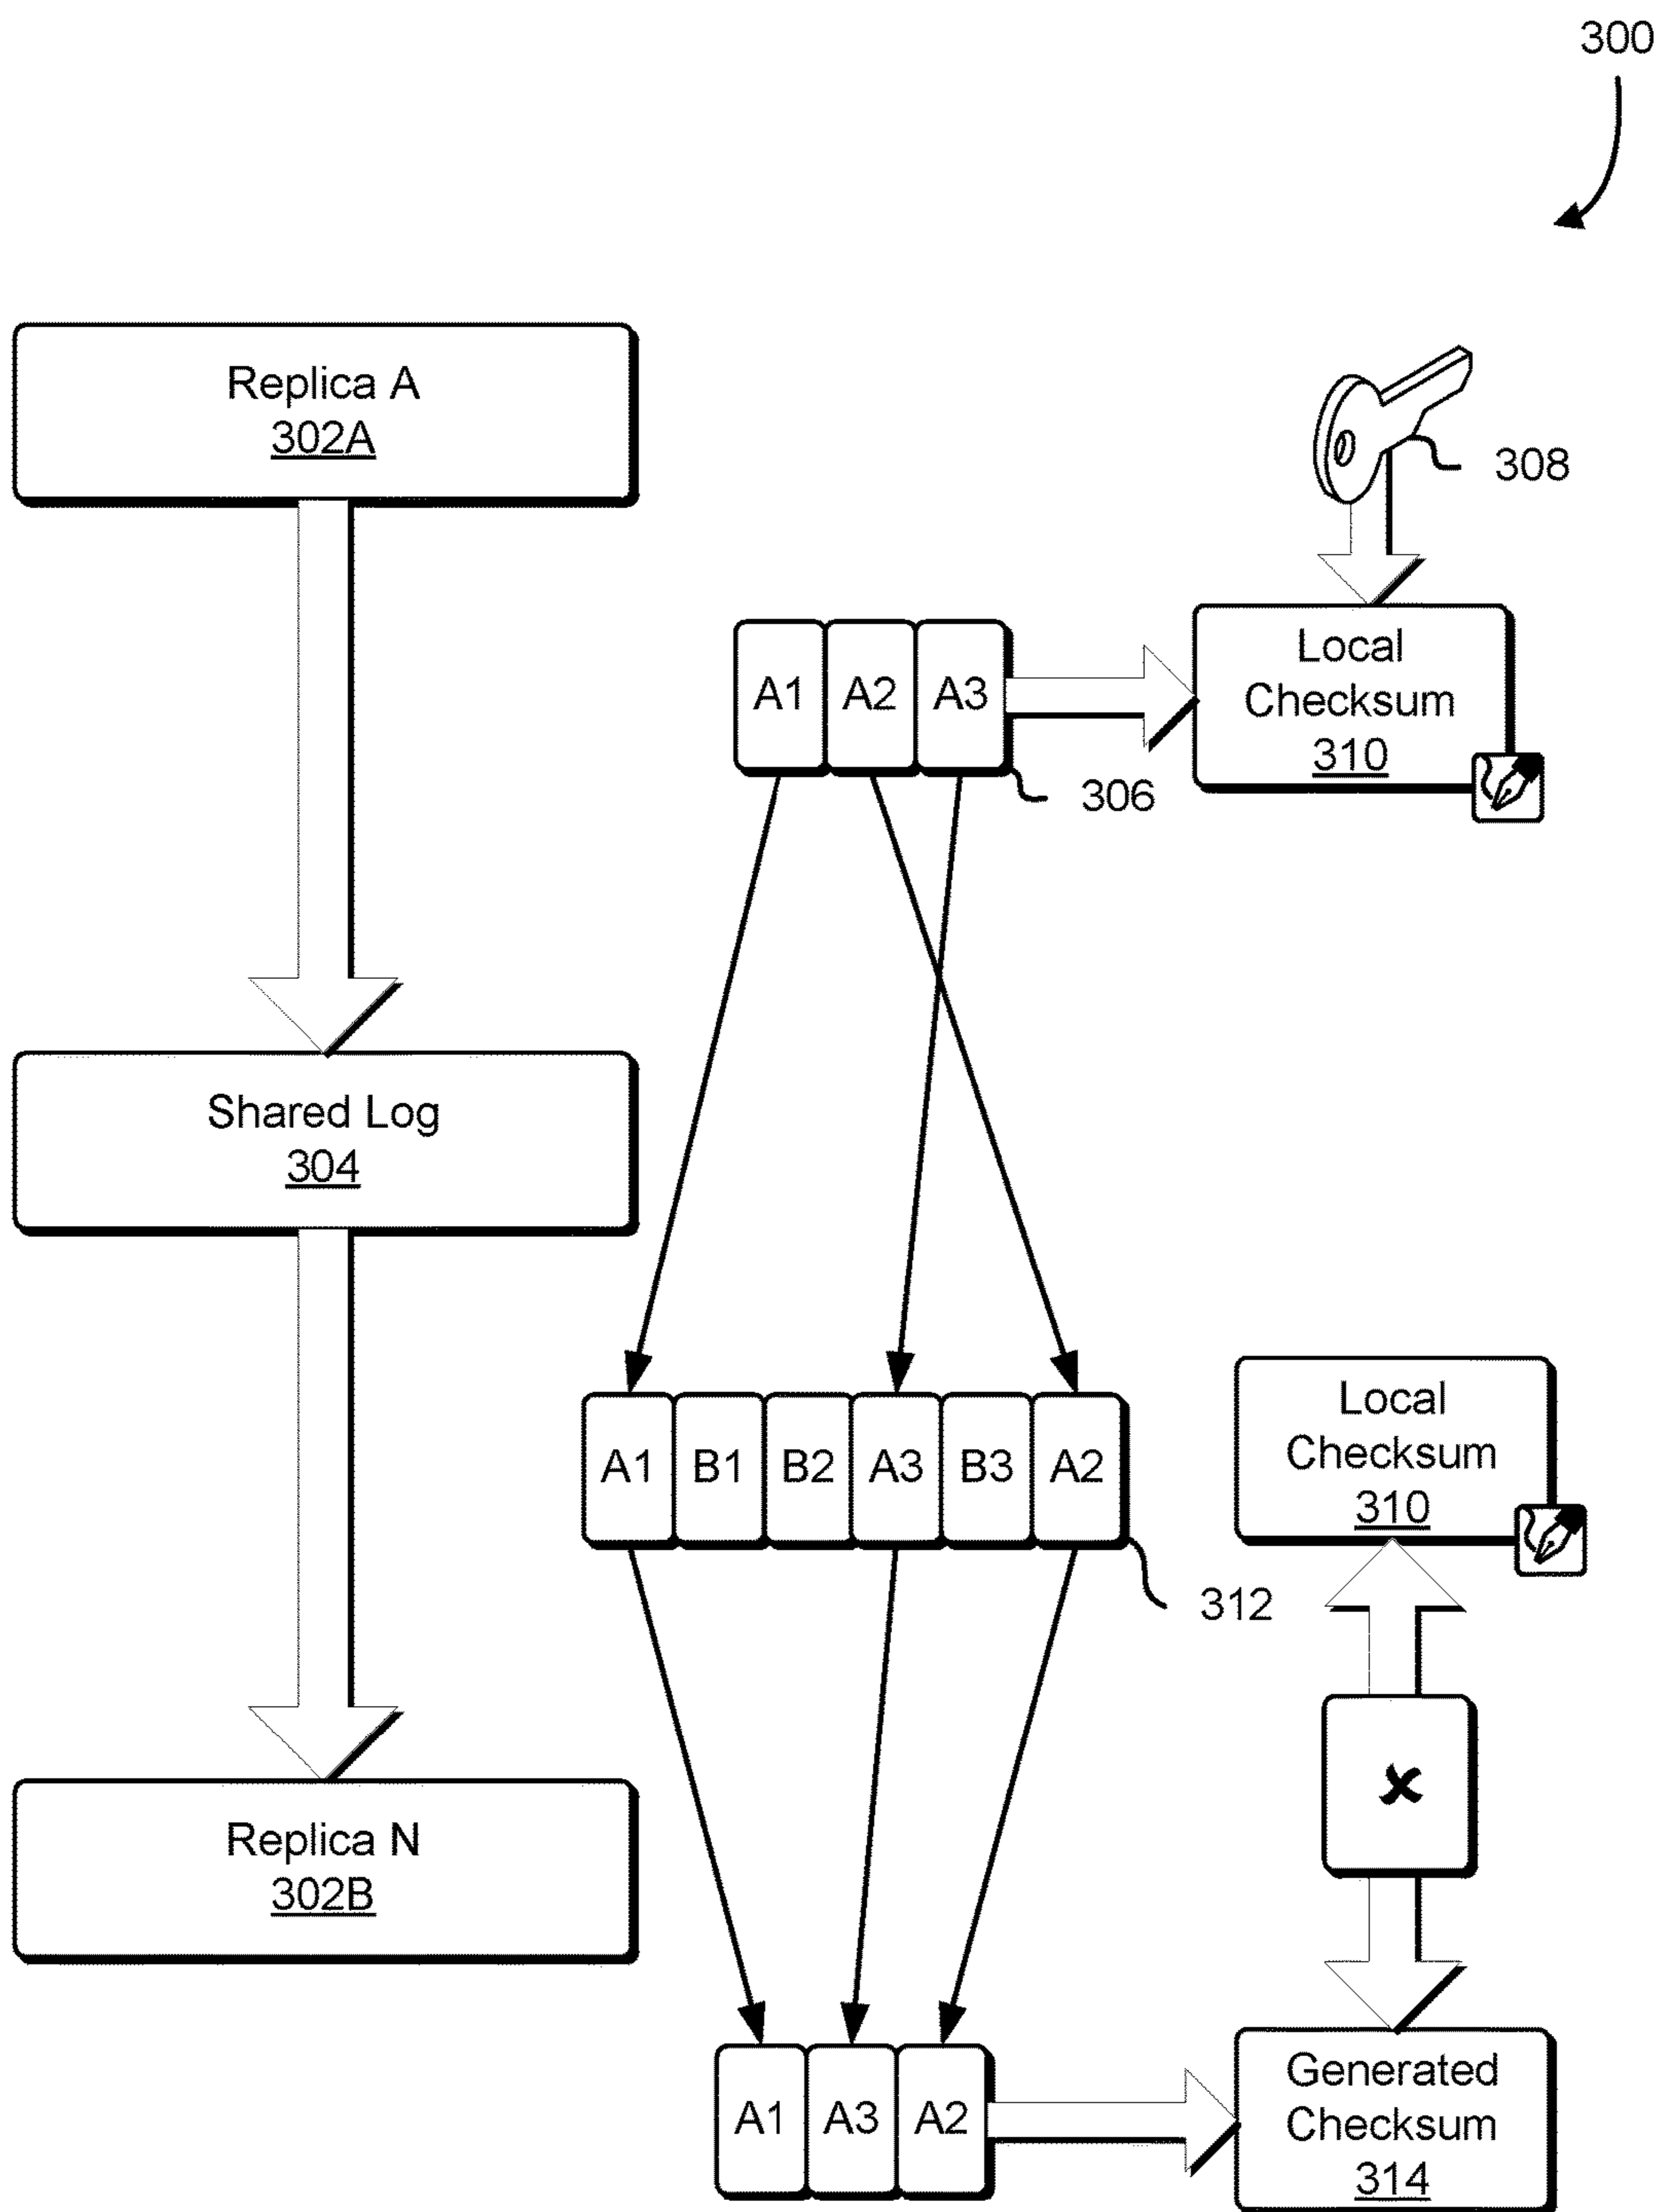 300
Replica A
302A
308
Local
Checksum
310
A1 A2 A3
306
Shared Log
304
Local
Checksum
310
A1 B1 B2 A3 B3 A2
312
Replica N
302B
Generated
Checksum
314
A1 A3 A2